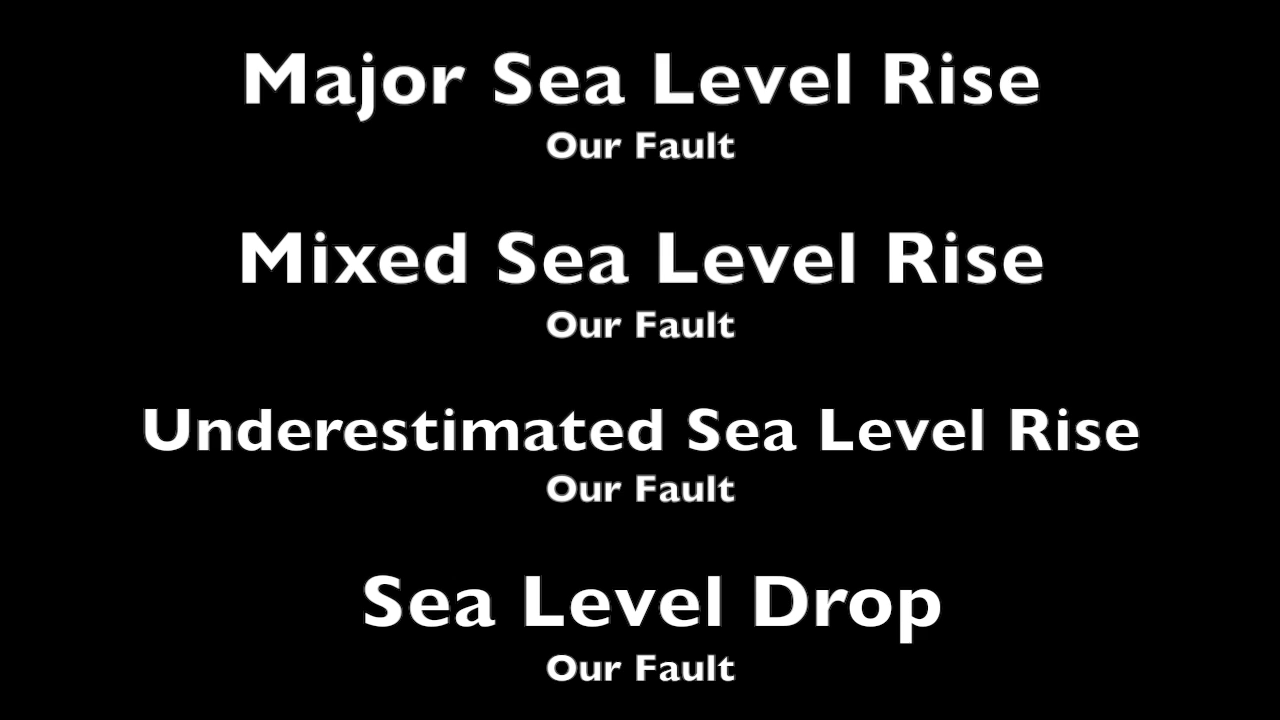 Major Sea Level Rise
Our Fault
Mixed Sea Level Rise
Our Fault
Underestimated Sea Level Rise
Our Fault
Sea Level Drop
Our Fault